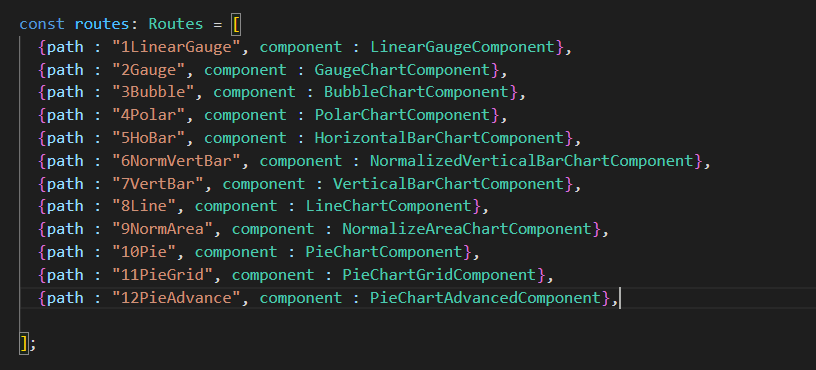 const routes: Routes = [
{path : "1LinearGauge", component : LinearGaugeComponent},
{path : "2Gauge", component : GaugeChartComponent},
{path : "3Bubble", component : BubbleChartComponent},
{path : "4Polar", component : PolarChartComponent},
{path : "5HoBar", component : HorizontalBarChartComponent},
{path : "6NormVertBar", component : NormalizedVerticalBarChartComponent},
{path : "7VertBar", component : VerticalBarChartComponent},
{path : "8Line", component : LineChartComponent},
{path : "9NormArea", component : NormalizeAreaChartComponent},
{path : "10Pie", component : PieChartComponent},
{path : "11PieGrid", component : PieChartGridComponent},
{path : "12PieAdvance", component : PieChartAdvancedComponent},
];